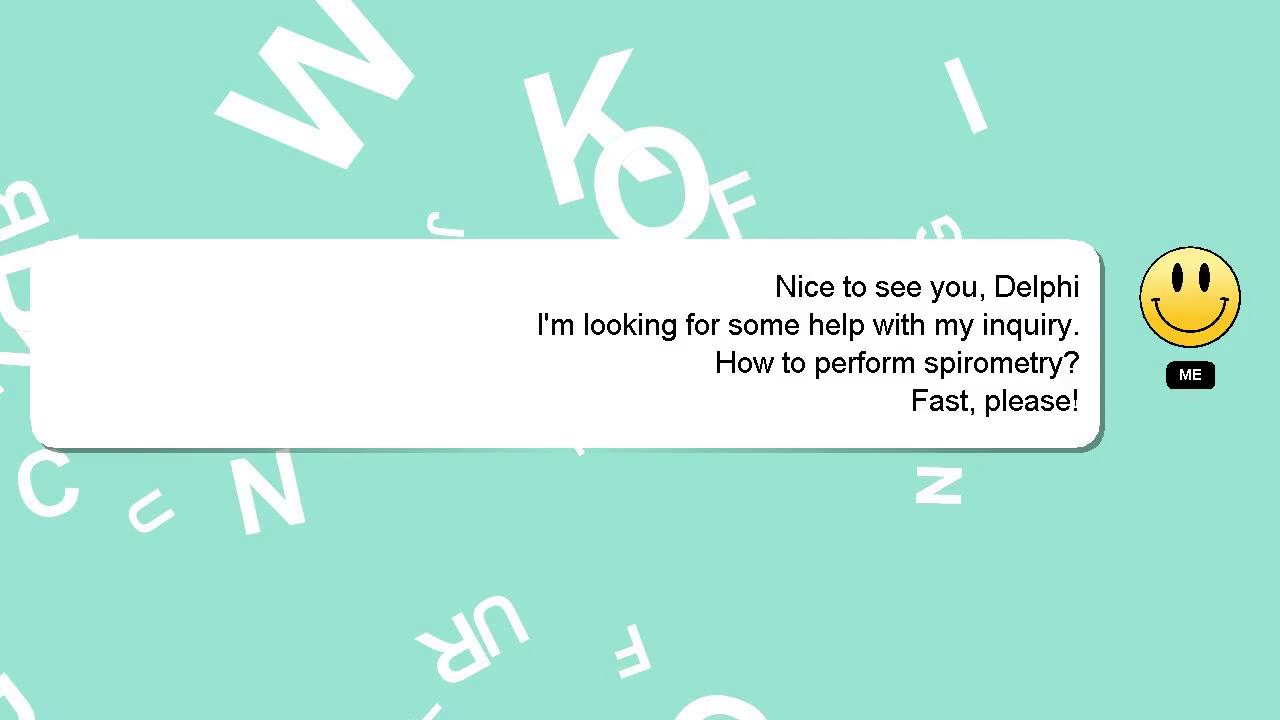 W
K
O
F
I
B
J
G
D
Nice to see you, Delphi
I'm looking for some help with my inquiry.
How to perform spirometry?
Fast, please!
ME
C
U
N
N
U
R
F